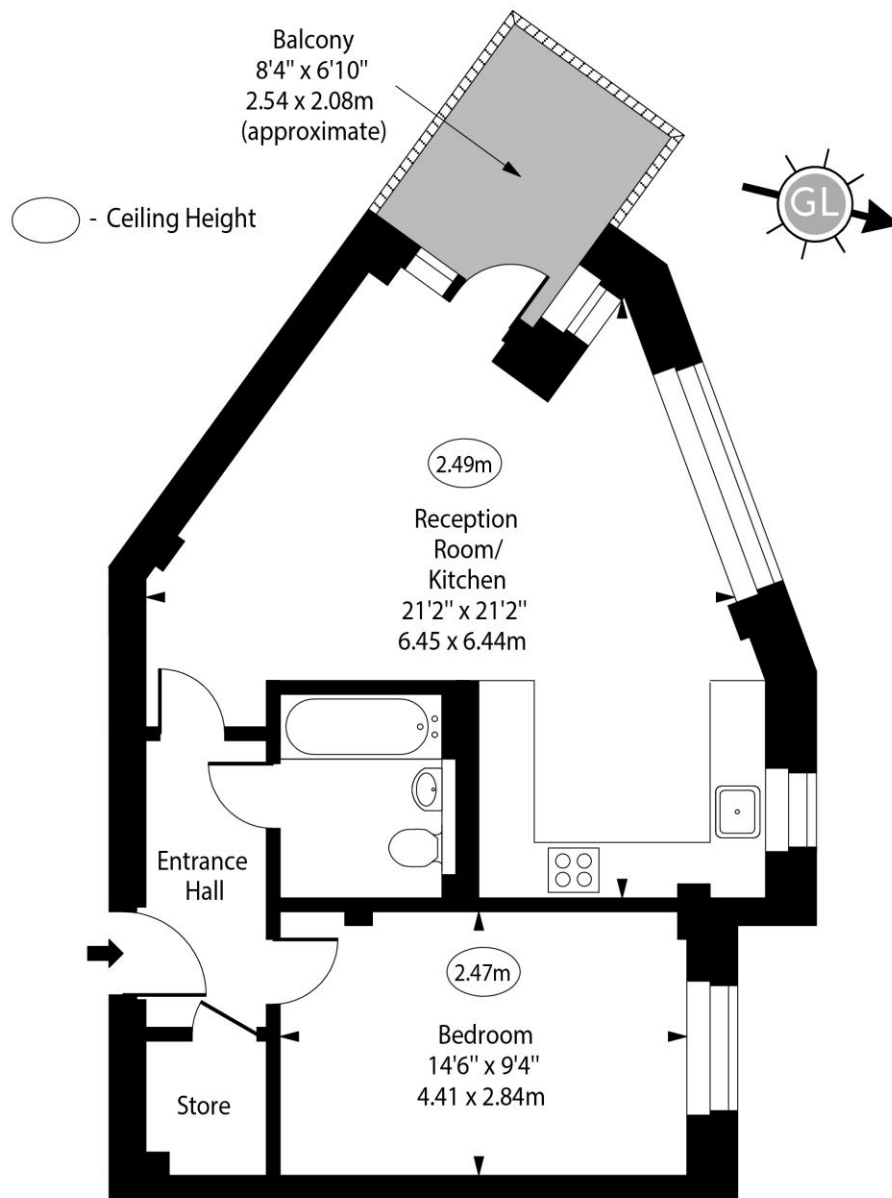 Balcony
8'4" x 6'10"
2.54 x 2.08m
(approximate)
- Ceiling Height
GL
2.49m
Reception
Room/
Kitchen
21'2" x 21'2"
6.45 x 6.44m
Entrance
Hall
2.47m
Bedroom
14'6" x 9'4"
4.41 x 2.84m
Store